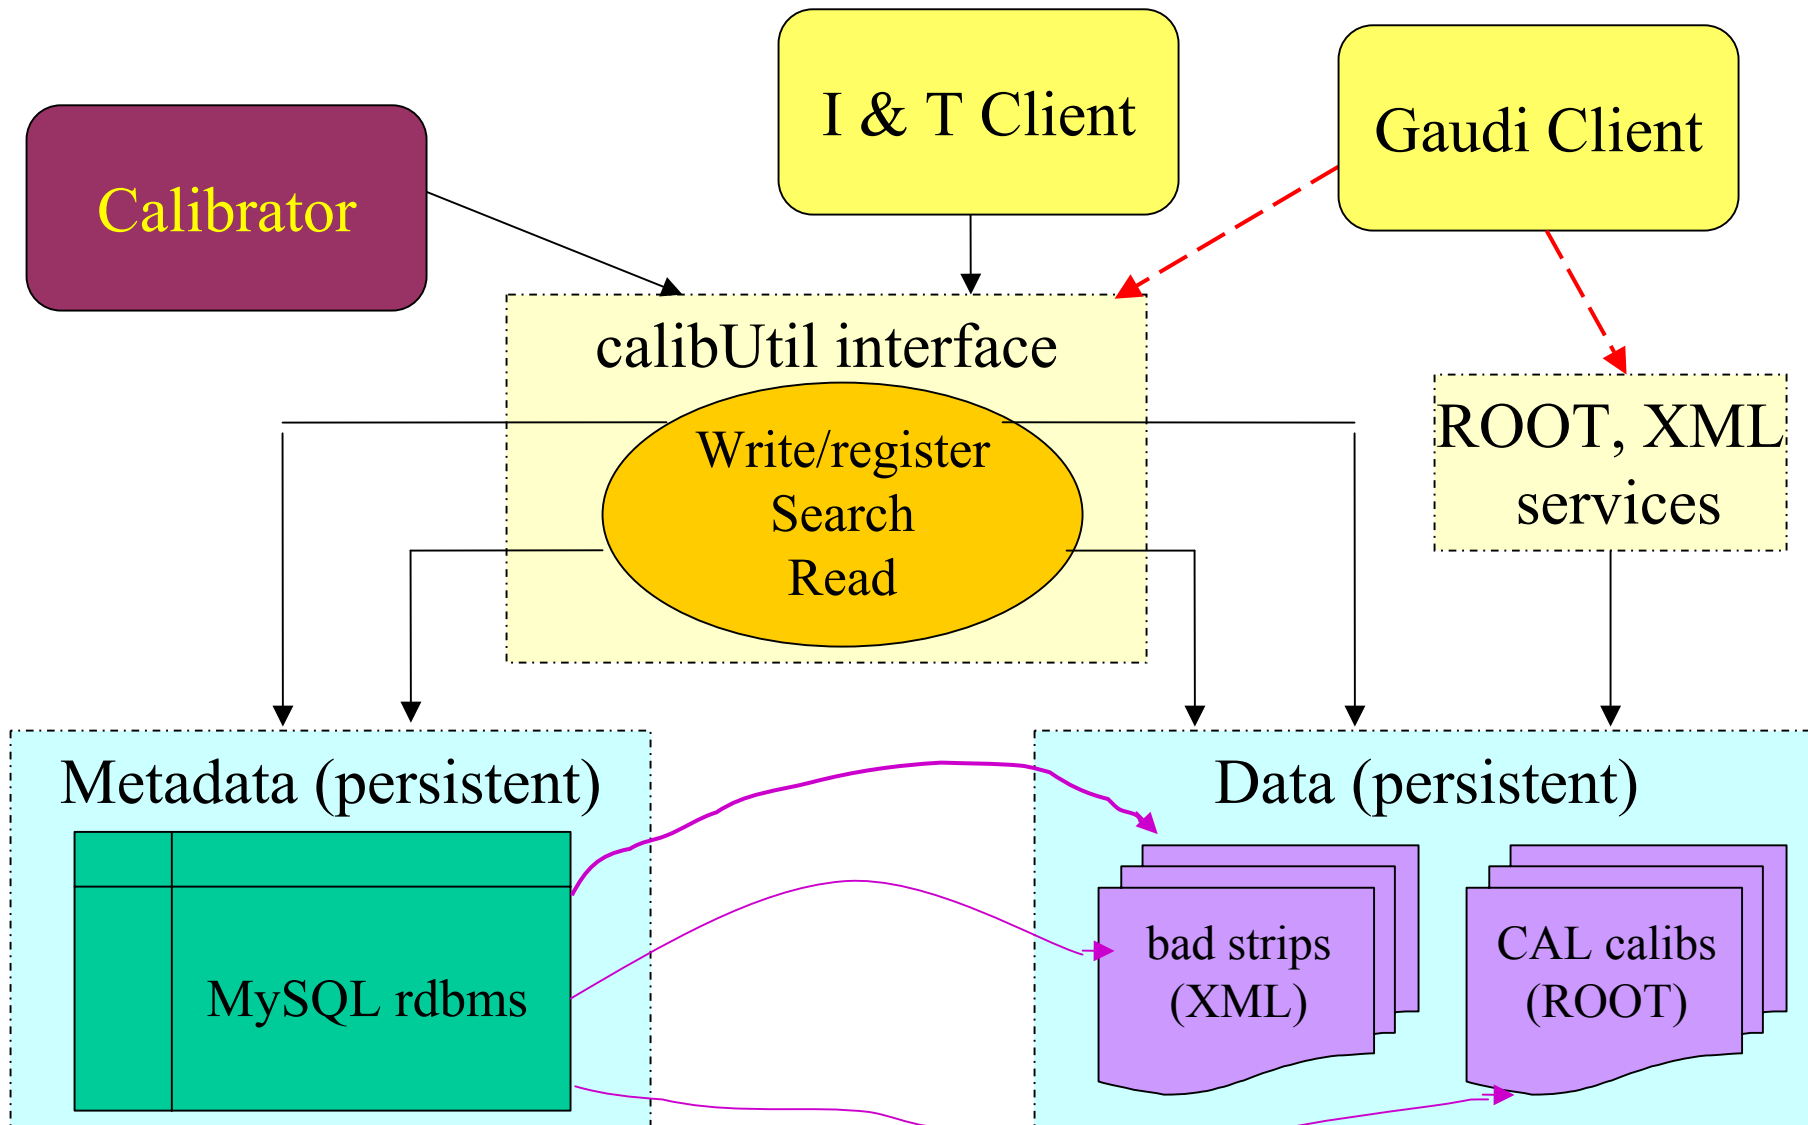 I & T Client
Gaudi Client
Calibrator
calibUtil interface
Write/register
Search
Read
ROOT, XML
services
Metadata (persistent)
MySQL rdbms
Data (persistent)
bad strips
(XML)
CAL calibs
(ROOT)